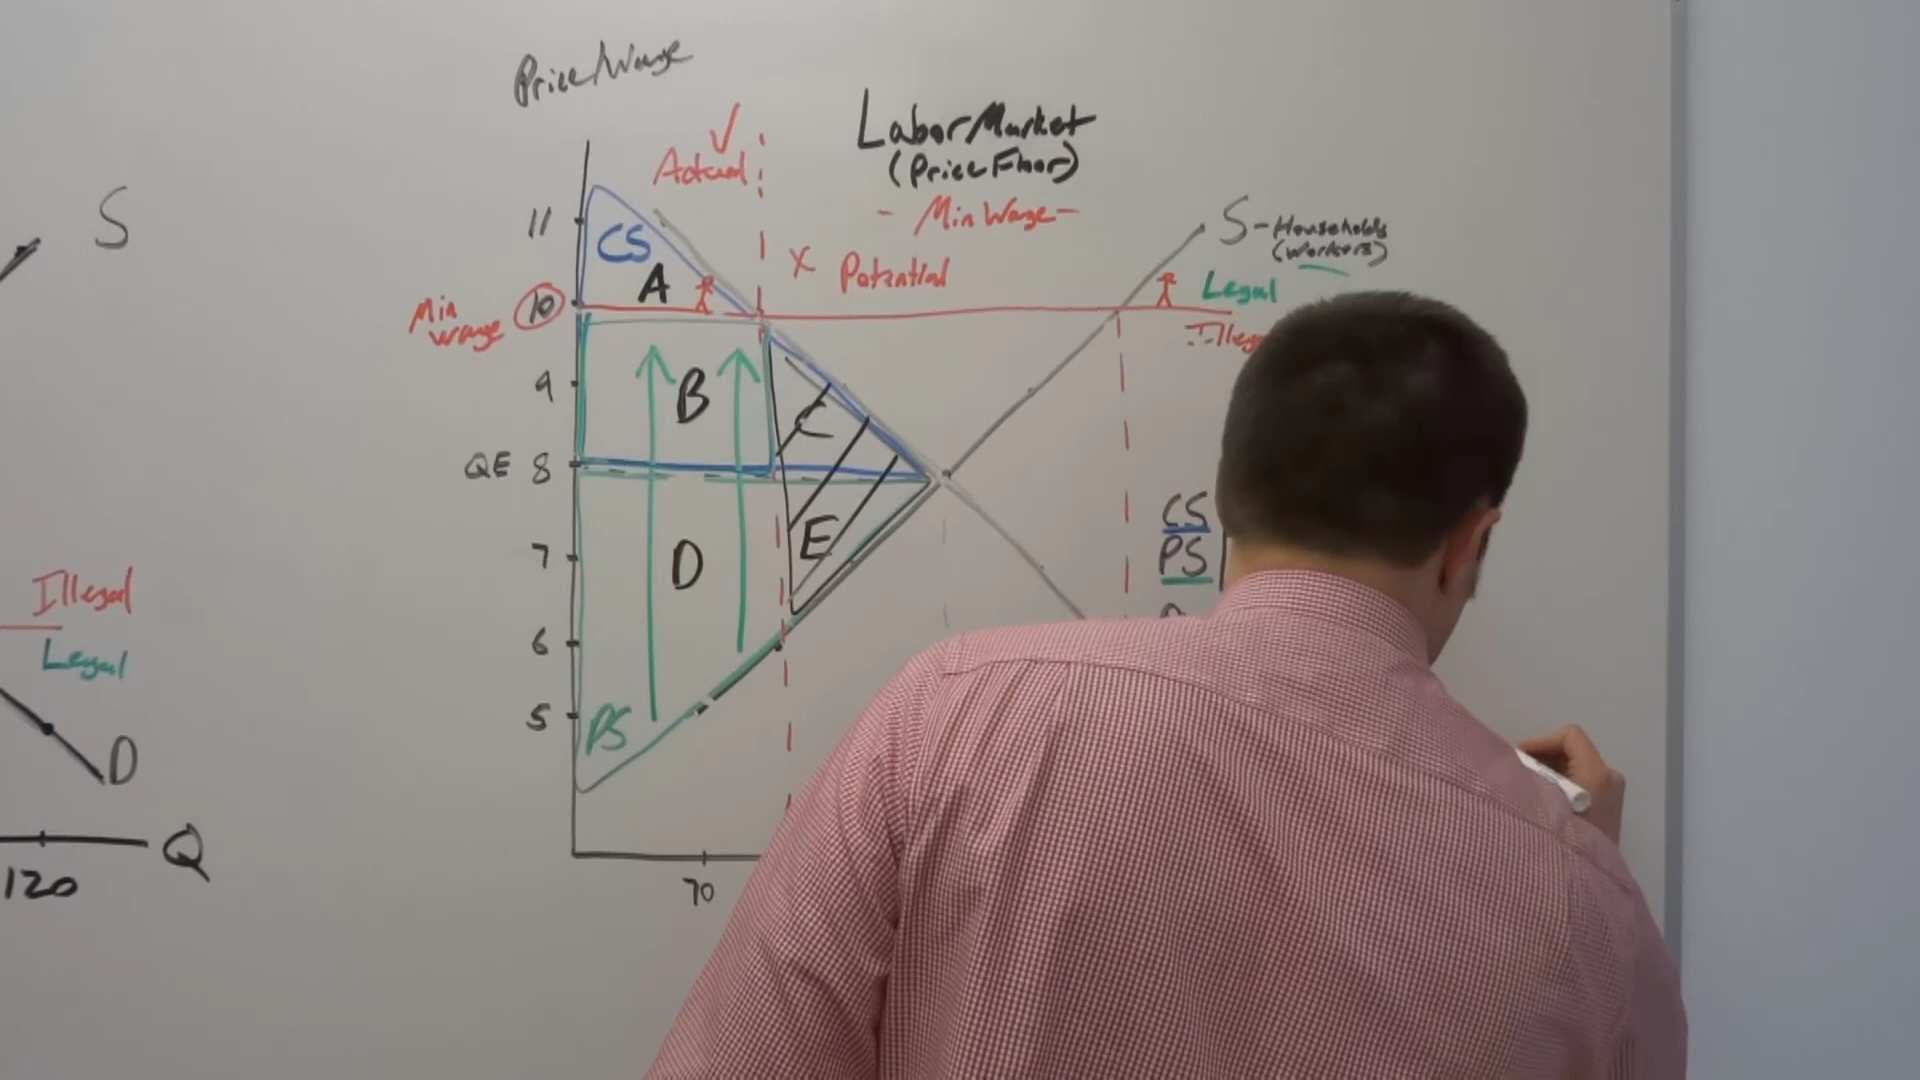 Price/Wage
Labor Market
(Price Floor)
- Min Wage -
✓
Actual
X Potential
S
S - Households
(Workers)
Legal
11
CS
A
Min
wage
10
9
B
C
QE 8
CS
PS
7
D
E
6
5
PS
Illegal
Legal
D
Q
120
70